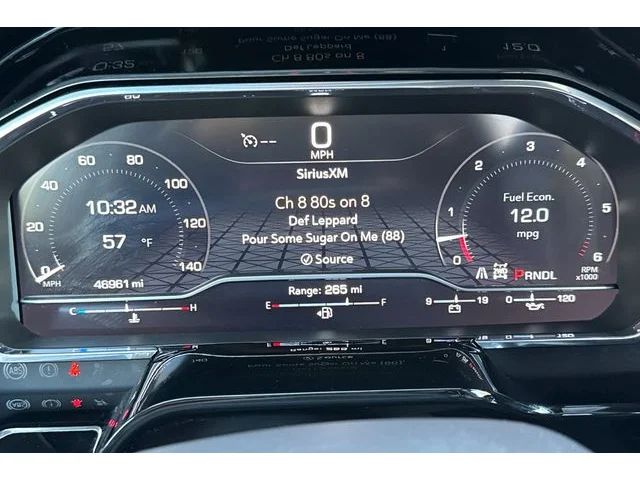 0
MPH
SiriusXM
Ch 8 80s on 8
Def Leppard
Pour Some Sugar On Me (88)
Source
0 20 40 60 80 100 120 140
10:32 AM
57 °F
MPH
46961 mi
0 1 2 3 4 5 6
Fuel Econ.
12.0
mpg
PRNDL
RPM
x1000
C H
Range: 265 mi
E F
9 19
0 120
ABS